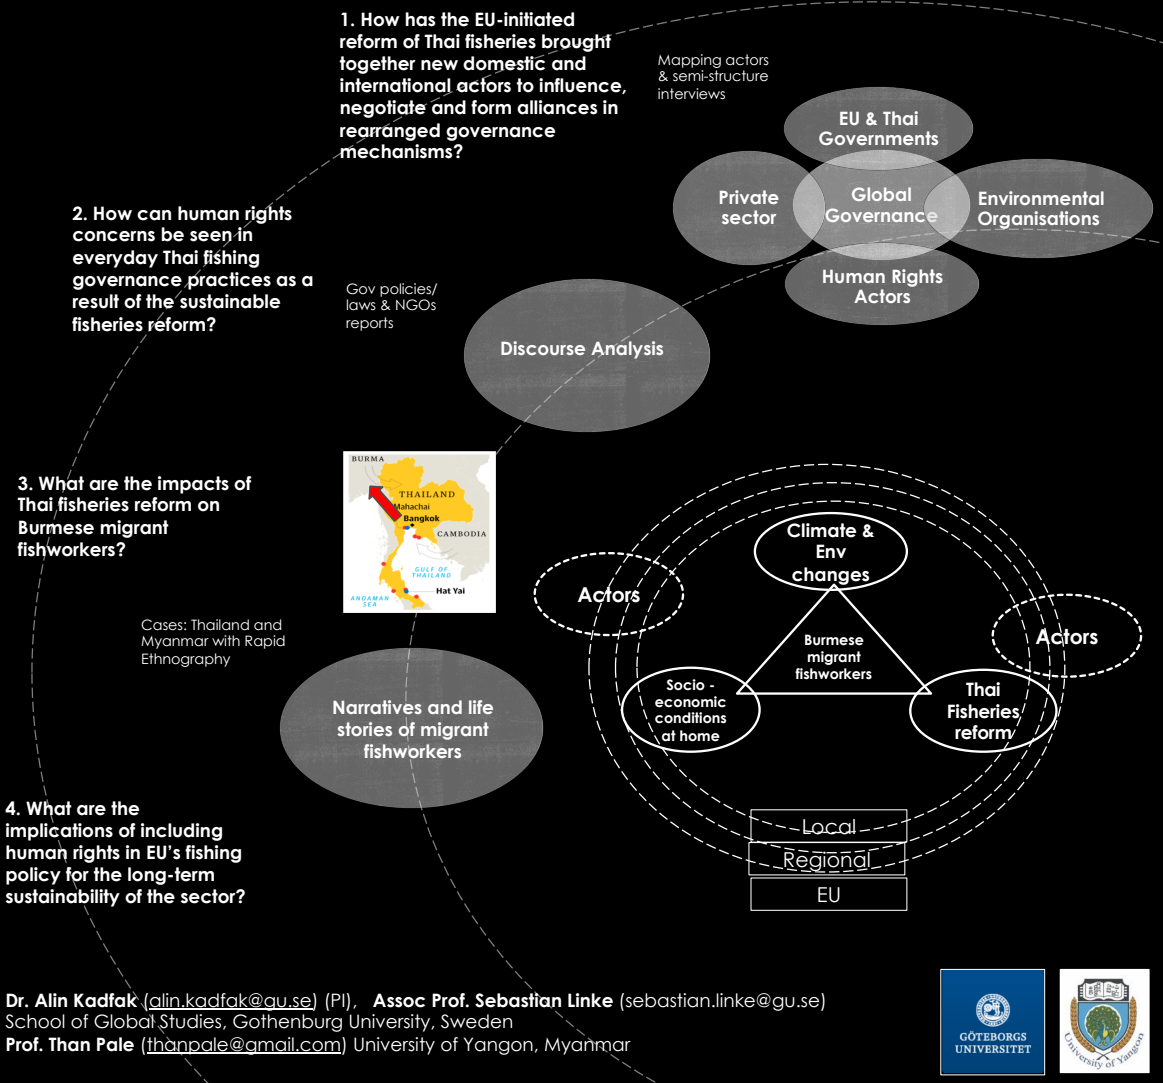 1. How has the EU-initiated
reform of Thai fisheries brought
together new domestic and
international actors to influence,
negotiate and form alliances in
rearranged governance
mechanisms?
Mapping actors
& semi-structure
interviews
EU & Thai
Governments
Private
sector
Global
Governance
Environmental
Organisations
Human Rights
Actors
2. How can human rights
concerns be seen in
everyday Thai fishing
governance practices as a
result of the sustainable
fisheries reform?
Gov policies/
laws & NGOs
reports
Discourse Analysis
3. What are the impacts of
Thai fisheries reform on
Burmese migrant
fishworkers?
BURMA
THAILAND
Mahachai
Bangkok
CAMBODIA
GULF OF
THAILAND
Hat Yai
ANDAMAN
SEA
Cases: Thailand and
Myanmar with Rapid
Ethnography
Narratives and life
stories of migrant
fishworkers
Climate &
Env
changes
Actors
Actors
Burmese
migrant
fishworkers
Socio -
economic
conditions
at home
Thai
Fisheries
reform
Local
Regional
EU
4. What are the
implications of including
human rights in EU's fishing
policy for the long-term
sustainability of the sector?
Dr. Alin Kadfak (alin.kadfak@gu.se) (PI), Assoc Prof. Sebastian Linke (sebastian.linke@gu.se)
School of Global Studies, Gothenburg University, Sweden
Prof. Than Pale (thanpale@gmail.com) University of Yangon, Myanmar
GÖTEBORGS
UNIVERSITET
University of Yangon